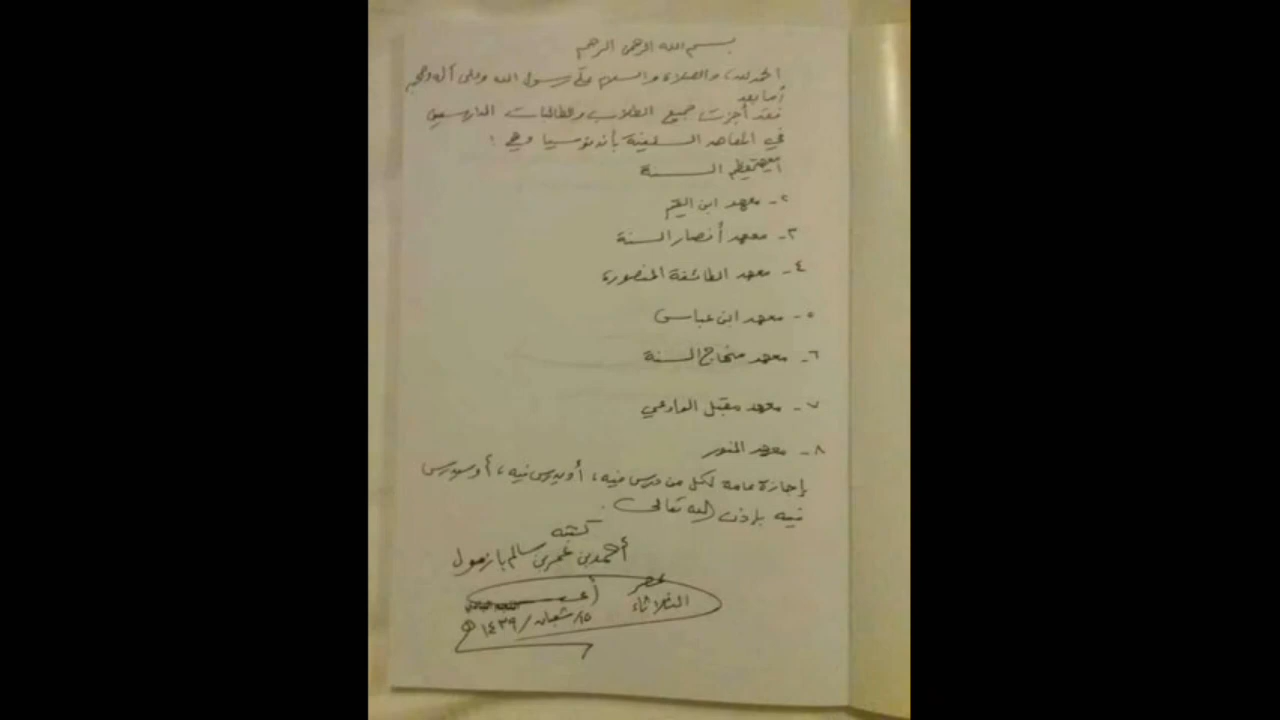 بسم الله الرحمن الرحيم
الحمد لله، والصلاة والسلام على رسول الله وعلى آله وصحبه
أما بعد
فقد أجزت جميع الطلاب والطالبات الدارسين
في المعاهد السلفية بأندونوسيا وهي :
السنة
٢- معهد ابن القيم
٣- معهد أنصار السنة
٤- معهد الطائفة المنصورة
٥- معهد ابن عباس
٦- معهد منهاج السنة
٧- معهد مقبل الوادعي
٨- معهد المنور
إجازة عامة لكل من درس فيه، أو يدرس فيه، أو سيدرس
فيه بإذن الله تعالى.
كتبه
أحمد بن عمر بن سالم بازمول
عصر
الثلاثاء
١٥/ شعبان / ١٤٣٩ هـ